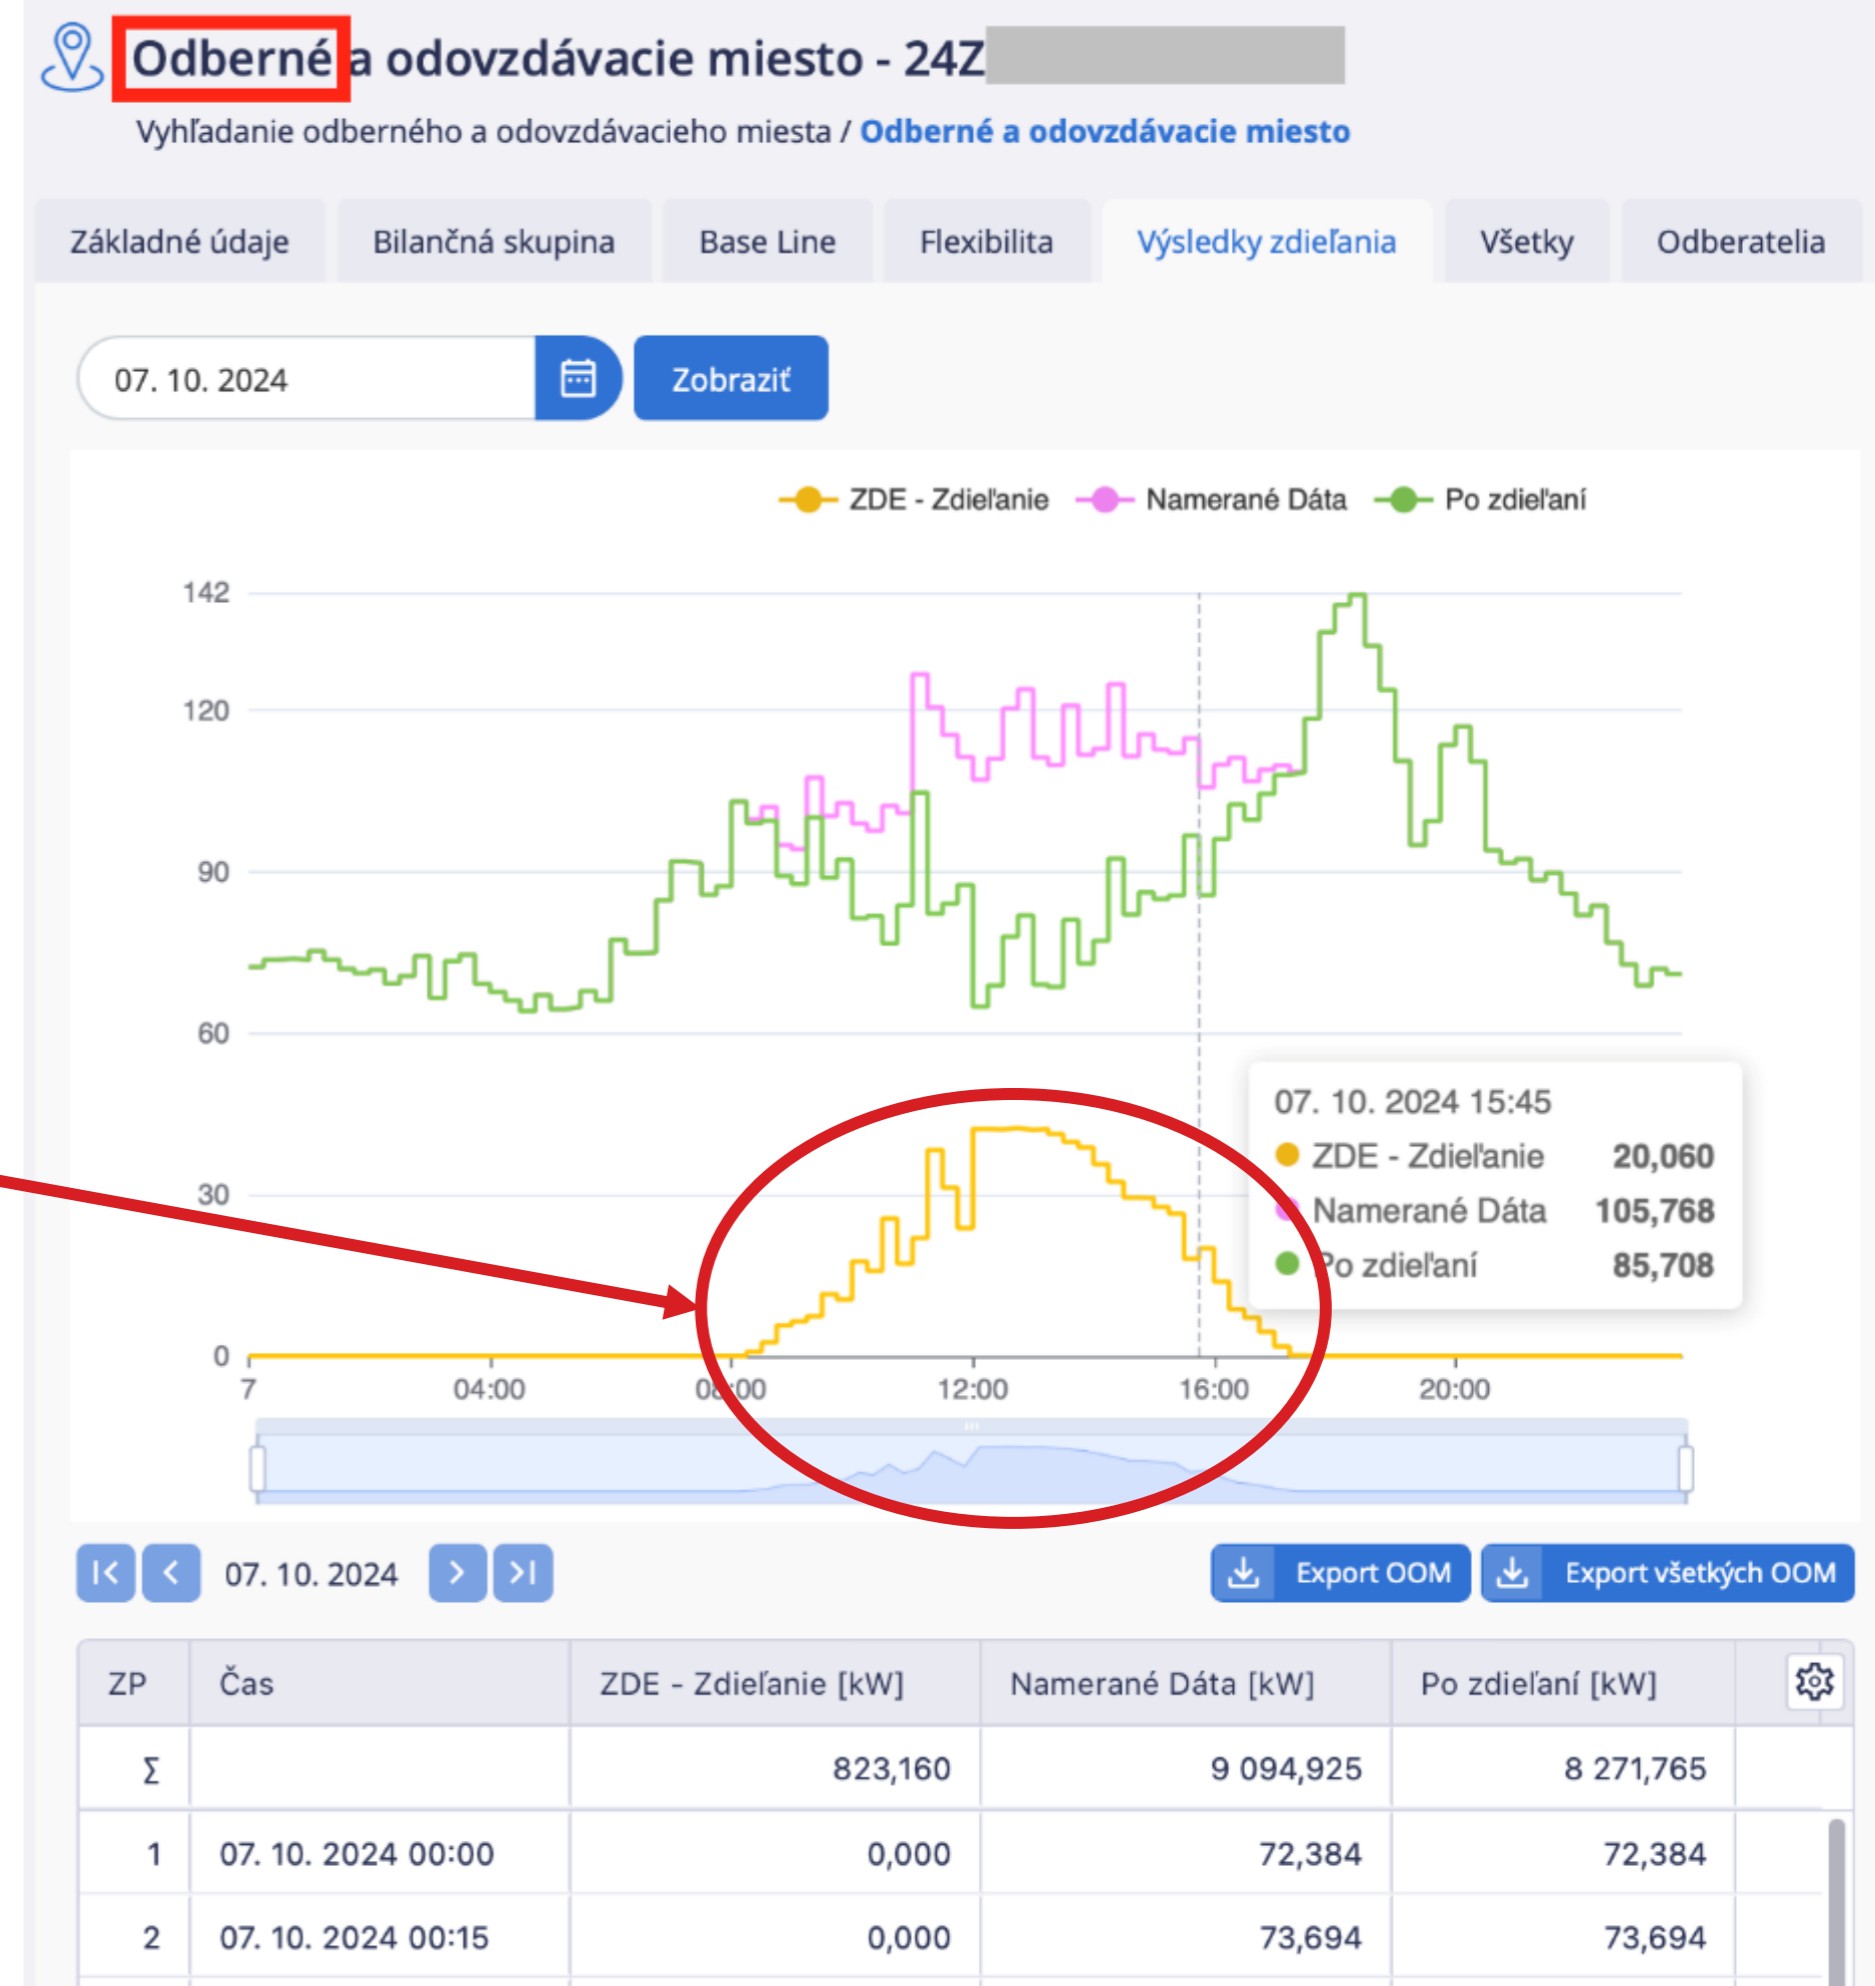 Odberné a odovzdávacie miesto - 24Z
Vyhľadanie odberného a odovzdávacieho miesta / Odberné a odovzdávacie miesto
Základné údaje Bilančná skupina Base Line Flexibilita Výsledky zdieľania Všetky Odberatelia
07. 10. 2024 Zobraziť
ZDE - Zdieľanie Namerané Dáta Po zdieľaní
142
120
90
60
30
0
7 04:00 08:00 12:00 16:00 20:00
07. 10. 2024 15:45
ZDE - Zdieľanie 20,060
Namerané Dáta 105,768
Po zdieľaní 85,708
07. 10. 2024 Export OOM Export všetkých OOM
ZP Čas ZDE - Zdieľanie [kW] Namerané Dáta [kW] Po zdieľaní [kW]
Σ 823,160 9 094,925 8 271,765
1 07. 10. 2024 00:00 0,000 72,384 72,384
2 07. 10. 2024 00:15 0,000 73,694 73,694